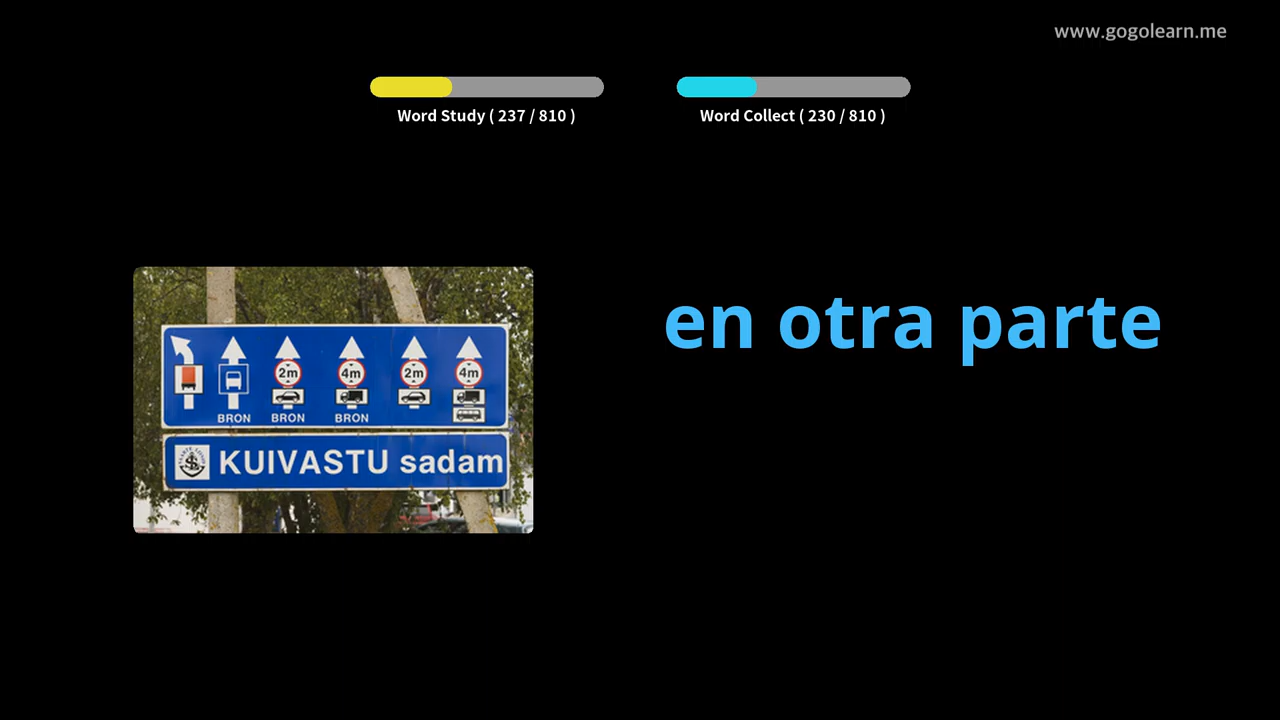 www.gogolearn.me
Word Study ( 237 / 810 )
Word Collect ( 230 / 810 )
en otra parte
2m
4m
2m
4m
BRON
BRON
BRON
KUIVASTU sadam